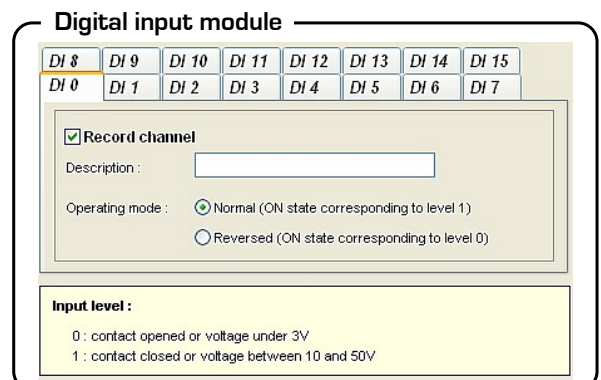 Digital input module
DI 8 DI 9 DI 10 DI 11 DI 12 DI 13 DI 14 DI 15
DI 0 DI 1 DI 2 DI 3 DI 4 DI 5 DI 6 DI 7
Record channel
Description :
Operating mode : Normal (ON state corresponding to level 1)
Reversed (ON state corresponding to level 0)
Input level :
0 : contact opened or voltage under 3V
1 : contact closed or voltage between 10 and 50V